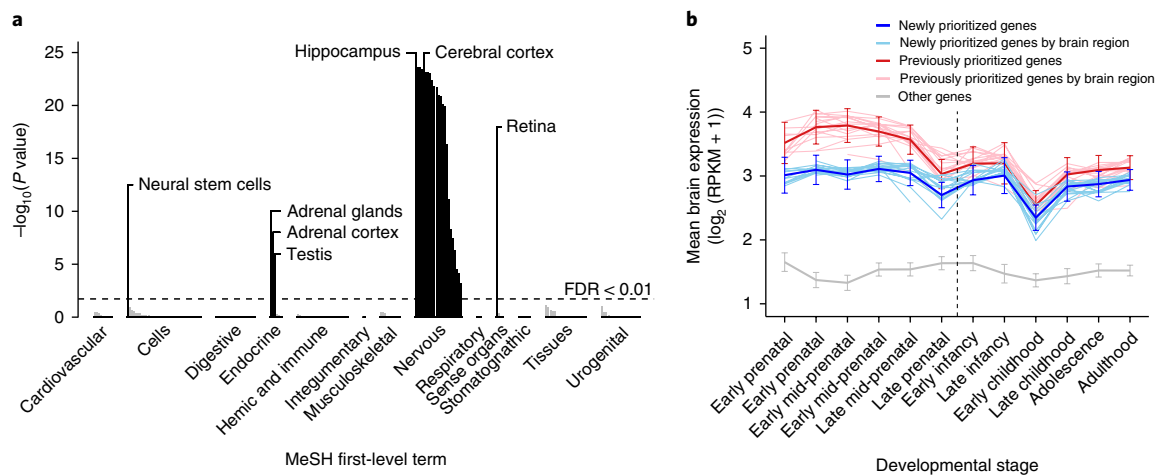 a
25
20
15
10
5
0
–log10(P value)
Hippocampus
Cerebral cortex
Retina
Neural stem cells
Adrenal glands
Adrenal cortex
Testis
FDR < 0.01
Cardiovascular
Cells
Digestive
Endocrine
Hemic and immune
Integumentary
Musculoskeletal
Nervous
Respiratory
Sense organs
Stomatognathic
Tissues
Urogenital
MeSH first-level term
b
Newly prioritized genes
Newly prioritized genes by brain region
Previously prioritized genes
Previously prioritized genes by brain region
Other genes
5
4
3
2
1
Mean brain expression
(log2 (RPKM + 1))
Early prenatal
Early prenatal
Early mid-prenatal
Early mid-prenatal
Late mid-prenatal
Late prenatal
Early infancy
Late infancy
Early childhood
Late childhood
Adolescence
Adulthood
Developmental stage